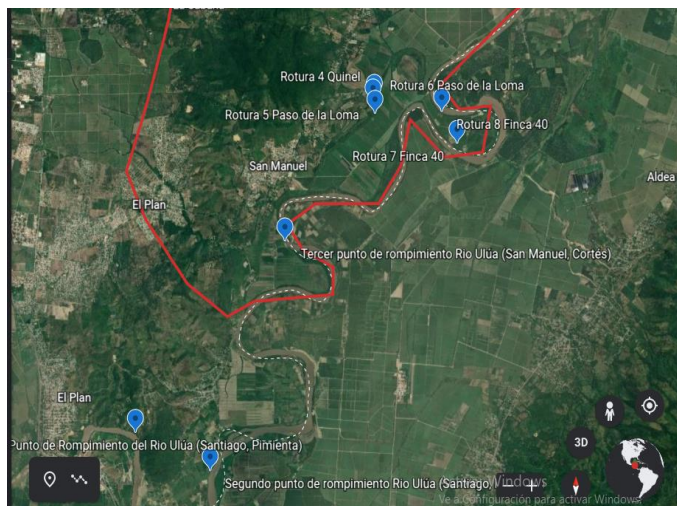 Rotura 4 Quinel
Rotura 6 Paso de la Loma
Rotura 5 Paso de la Loma
Rotura 8 Finca 40
Rotura 7 Finca 40
San Manuel
Aldea
El Plan
Tercer punto de rompimiento Rio Ulúa (San Manuel, Cortés)
El Plan
Punto de Rompimiento del Rio Ulúa (Santiago, Pimienta)
3D
Segundo punto de rompimiento Rio Ulúa (Santiago,
Activar Windows
Ve a Configuración para activar Windows.